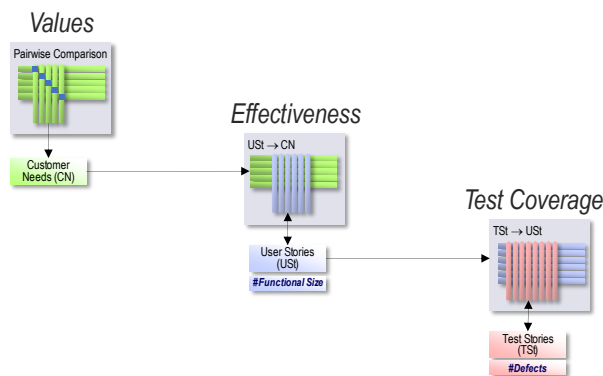 Values
Pairwise Comparison
Customer
Needs (CN)
Effectiveness
USt → CN
User Stories
(USt)
#Functional Size
Test Coverage
TSt → USt
Test Stories
(TSt)
#Defects